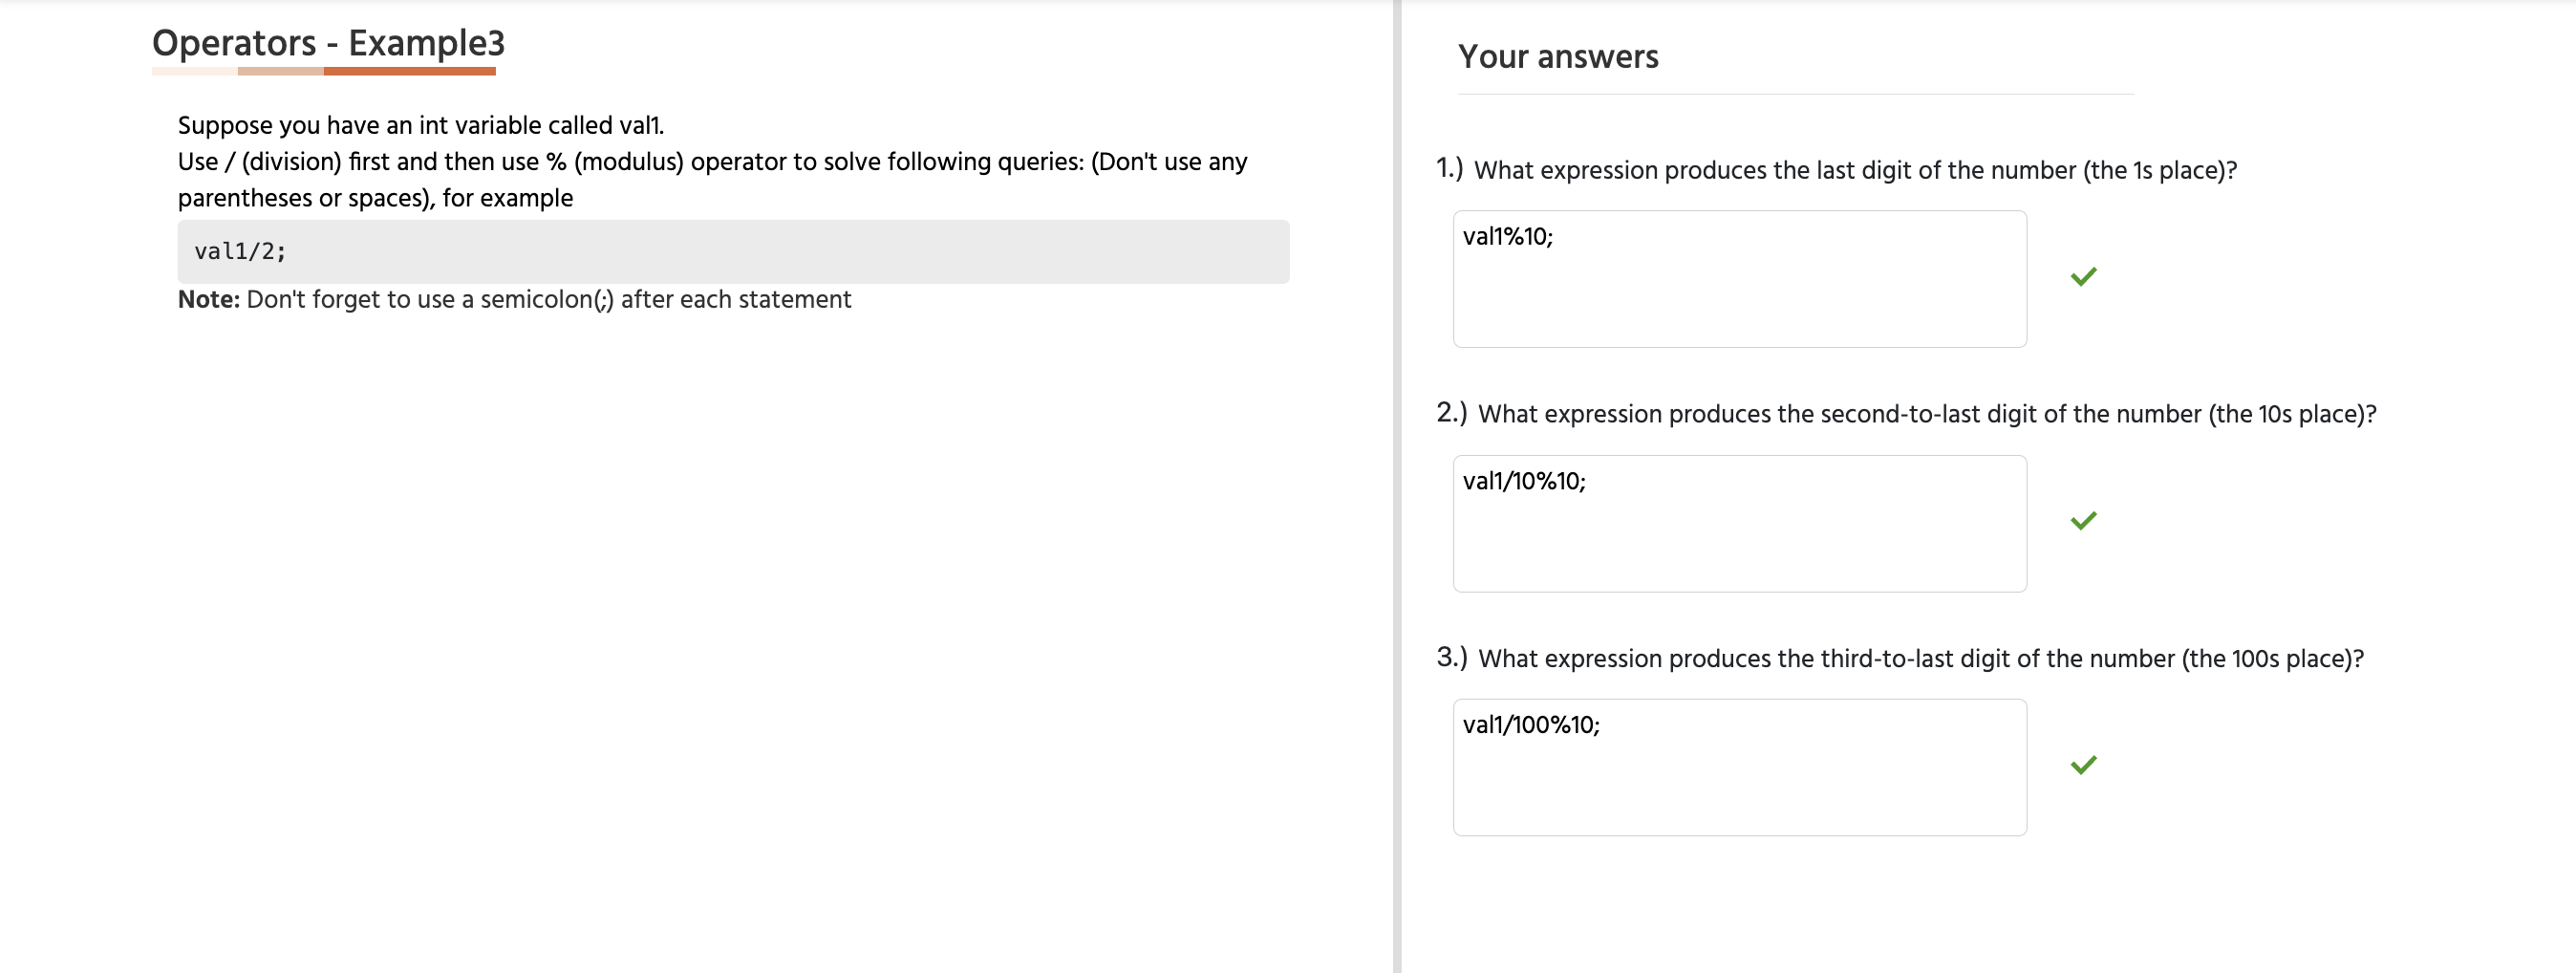 Operators - Example3
Suppose you have an int variable called val1.
Use / (division) first and then use % (modulus) operator to solve following queries: (Don't use any
parentheses or spaces), for example
val1/2;
Note: Don't forget to use a semicolon(;) after each statement
Your answers
1.) What expression produces the last digit of the number (the 1s place)?
val1%10;
2.) What expression produces the second-to-last digit of the number (the 10s place)?
val1/10%10;
3.) What expression produces the third-to-last digit of the number (the 100s place)?
val1/100%10;